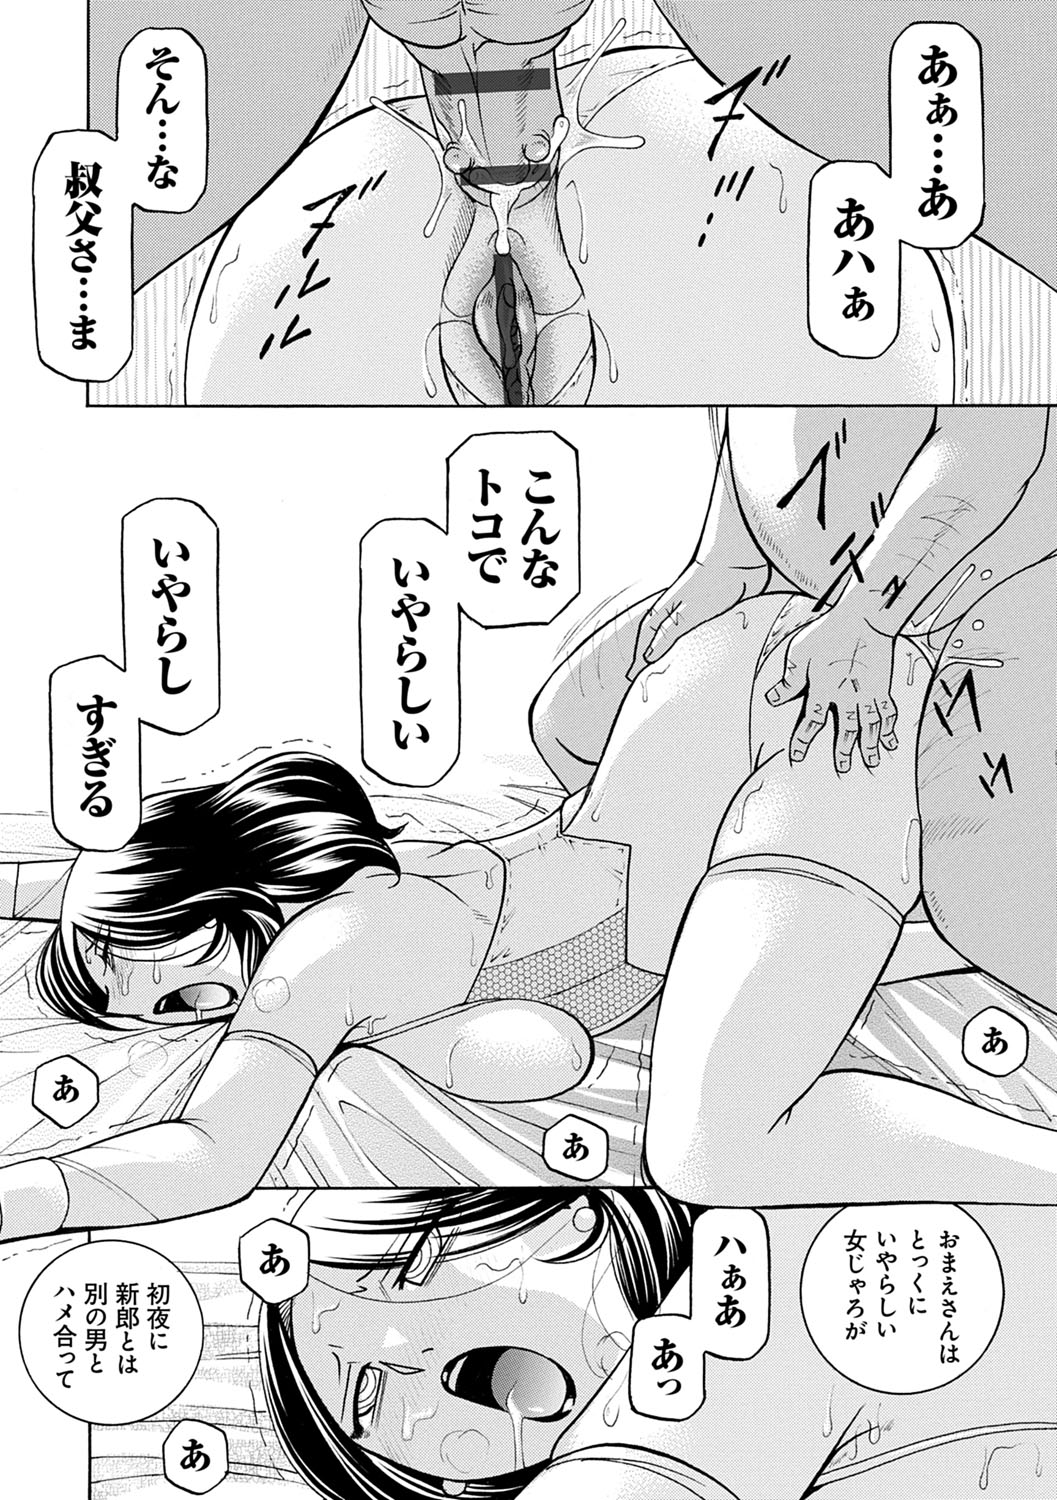 あぁ…あ
あハぁ
そん…な
叔父さ…ま
こんな
トコで
いやらしい
いやらし
すぎる
あ
あ
あ
おまえさんは
とっくに
いやらしい
女じゃろが
ハぁあ
あっ
あ
初夜に
新郎とは
別の男と
ハメ合って
あ